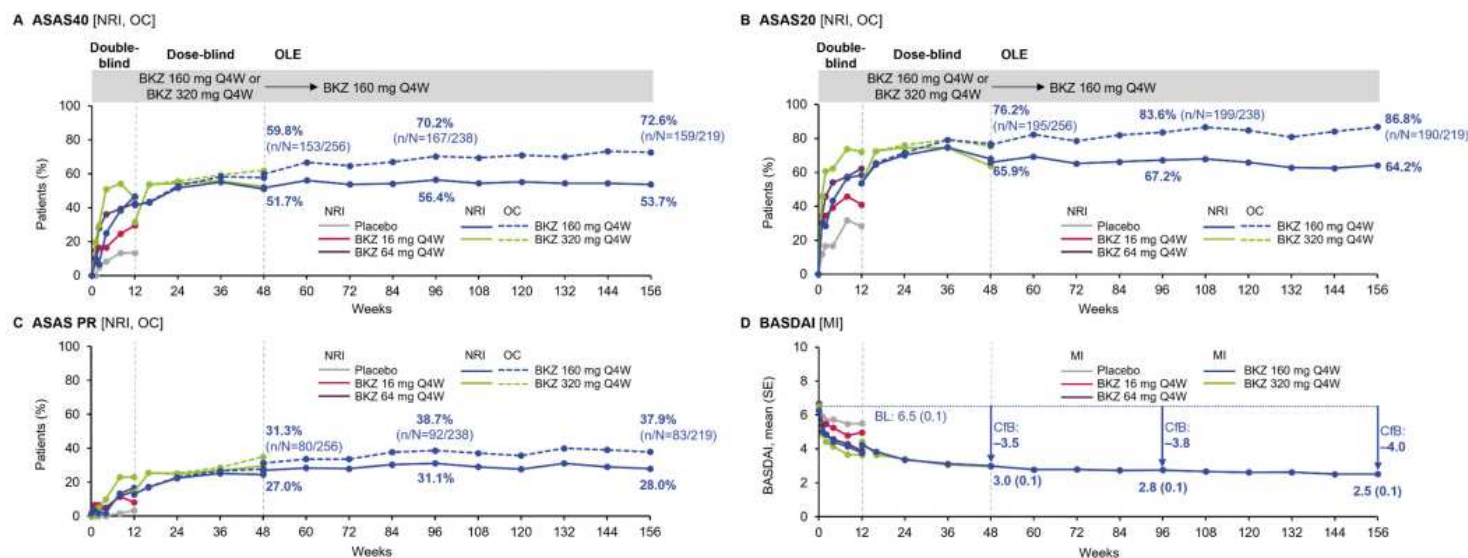 A ASAS40 [NRI, OC]
Double-blind
Dose-blind
OLE
BKZ 160 mg Q4W or
BKZ 320 mg Q4W
BKZ 160 mg Q4W
Patients (%)
100
80
60
40
20
0
59.8%
(n/N=153/256)
70.2%
(n/N=167/238)
72.6%
(n/N=159/219)
51.7%
56.4%
53.7%
NRI
Placebo
BKZ 16 mg Q4W
BKZ 64 mg Q4W
NRI OC
BKZ 160 mg Q4W
BKZ 320 mg Q4W
0 12 24 36 48 60 72 84 96 108 120 132 144 156
Weeks
B ASAS20 [NRI, OC]
Double-blind
Dose-blind
OLE
BKZ 160 mg Q4W or
BKZ 320 mg Q4W
BKZ 160 mg Q4W
Patients (%)
100
80
60
40
20
0
76.2%
(n/N=195/256)
83.6% (n/N=199/238)
86.8%
(n/N=190/219)
65.9%
67.2%
64.2%
NRI
Placebo
BKZ 16 mg Q4W
BKZ 64 mg Q4W
NRI OC
BKZ 160 mg Q4W
BKZ 320 mg Q4W
0 12 24 36 48 60 72 84 96 108 120 132 144 156
Weeks
C ASAS PR [NRI, OC]
Patients (%)
100
80
60
40
20
0
NRI
Placebo
BKZ 16 mg Q4W
BKZ 64 mg Q4W
NRI OC
BKZ 160 mg Q4W
BKZ 320 mg Q4W
31.3%
(n/N=80/256)
38.7%
(n/N=92/238)
37.9%
(n/N=83/219)
27.0%
31.1%
28.0%
0 12 24 36 48 60 72 84 96 108 120 132 144 156
Weeks
D BASDAI [MI]
BASDAI, mean (SE)
10
8
6
4
2
0
MI
Placebo
BKZ 16 mg Q4W
BKZ 64 mg Q4W
MI
BKZ 160 mg Q4W
BKZ 320 mg Q4W
BL: 6.5 (0.1)
CfB:
–3.5
CfB:
–3.8
CfB:
–4.0
3.0 (0.1)
2.8 (0.1)
2.5 (0.1)
0 12 24 36 48 60 72 84 96 108 120 132 144 156
Weeks